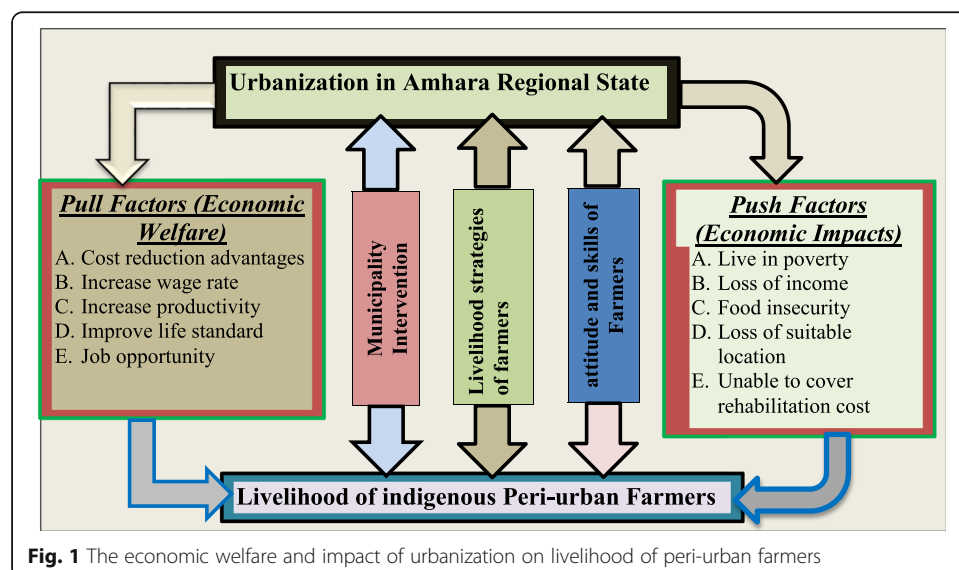 Urbanization in Amhara Regional State
Pull Factors (Economic
Welfare)
A. Cost reduction advantages
B. Increase wage rate
C. Increase productivity
D. Improve life standard
E. Job opportunity
Municipality
Intervention
Livelihood strategies
of farmers
attitude and skills of
Farmers
Push Factors
(Economic Impacts)
A. Live in poverty
B. Loss of income
C. Food insecurity
D. Loss of suitable
location
E. Unable to cover
rehabilitation cost
Livelihood of indigenous Peri-urban Farmers
Fig. 1 The economic welfare and impact of urbanization on livelihood of peri-urban farmers